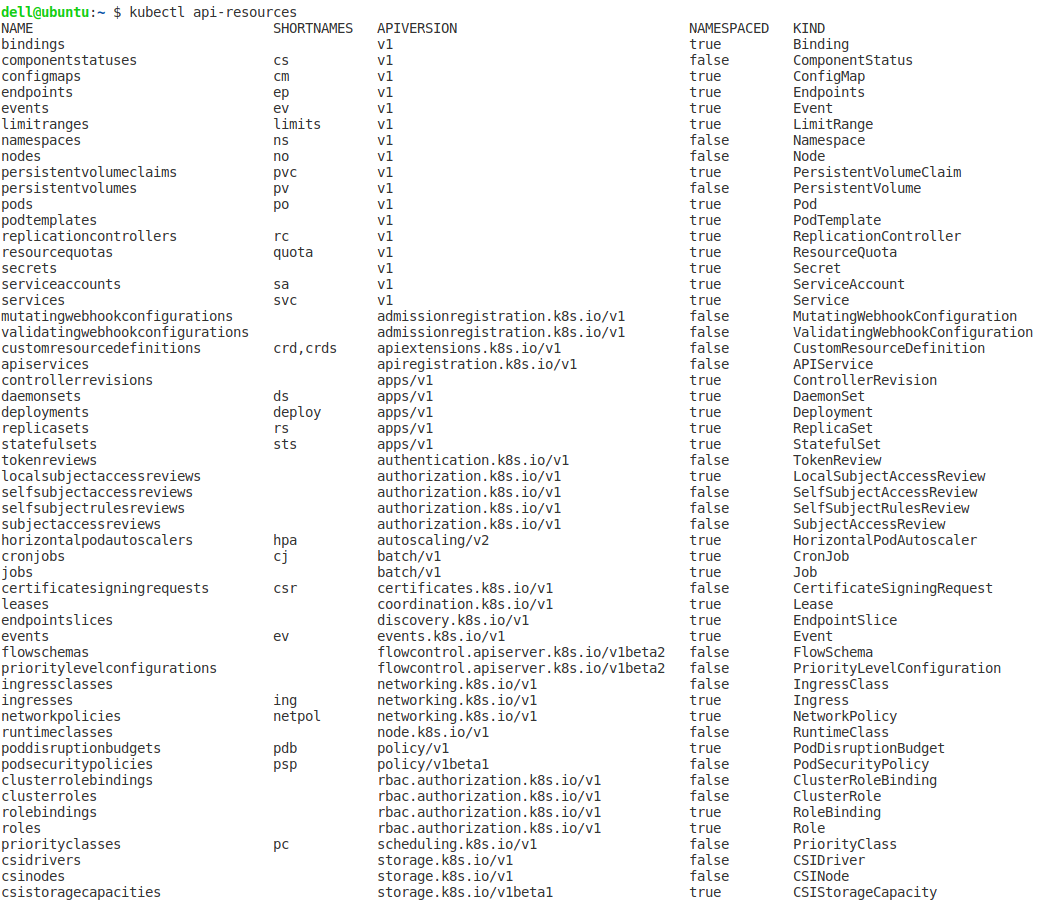 dell@ubuntu:~ $ kubectl api-resources
NAME SHORTNAMES APIVERSION NAMESPACED KIND
bindings v1 true Binding
componentstatuses cs v1 false ComponentStatus
configmaps cm v1 true ConfigMap
endpoints ep v1 true Endpoints
events ev v1 true Event
limitranges limits v1 true LimitRange
namespaces ns v1 false Namespace
nodes no v1 false Node
persistentvolumeclaims pvc v1 true PersistentVolumeClaim
persistentvolumes pv v1 false PersistentVolume
pods po v1 true Pod
podtemplates v1 true PodTemplate
replicationcontrollers rc v1 true ReplicationController
resourcequotas quota v1 true ResourceQuota
secrets v1 true Secret
serviceaccounts sa v1 true ServiceAccount
services svc v1 true Service
mutatingwebhookconfigurations admissionregistration.k8s.io/v1 false MutatingWebhookConfiguration
validatingwebhookconfigurations admissionregistration.k8s.io/v1 false ValidatingWebhookConfiguration
customresourcedefinitions crd,crds apiextensions.k8s.io/v1 false CustomResourceDefinition
apiservices apiregistration.k8s.io/v1 false APIService
controllerrevisions apps/v1 true ControllerRevision
daemonsets ds apps/v1 true DaemonSet
deployments deploy apps/v1 true Deployment
replicasets rs apps/v1 true ReplicaSet
statefulsets sts apps/v1 true StatefulSet
tokenreviews authentication.k8s.io/v1 false TokenReview
localsubjectaccessreviews authorization.k8s.io/v1 true LocalSubjectAccessReview
selfsubjectaccessreviews authorization.k8s.io/v1 false SelfSubjectAccessReview
selfsubjectrulesreviews authorization.k8s.io/v1 false SelfSubjectRulesReview
subjectaccessreviews authorization.k8s.io/v1 false SubjectAccessReview
horizontalpodautoscalers hpa autoscaling/v2 true HorizontalPodAutoscaler
cronjobs cj batch/v1 true CronJob
jobs batch/v1 true Job
certificatesigningrequests csr certificates.k8s.io/v1 false CertificateSigningRequest
leases coordination.k8s.io/v1 true Lease
endpointslices discovery.k8s.io/v1 true EndpointSlice
events ev events.k8s.io/v1 true Event
flowschemas flowcontrol.apiserver.k8s.io/v1beta2 false FlowSchema
prioritylevelconfigurations flowcontrol.apiserver.k8s.io/v1beta2 false PriorityLevelConfiguration
ingressclasses networking.k8s.io/v1 false IngressClass
ingresses ing networking.k8s.io/v1 true Ingress
networkpolicies netpol networking.k8s.io/v1 true NetworkPolicy
runtimeclasses node.k8s.io/v1 false RuntimeClass
poddisruptionbudgets pdb policy/v1 true PodDisruptionBudget
podsecuritypolicies psp policy/v1beta1 false PodSecurityPolicy
clusterrolebindings rbac.authorization.k8s.io/v1 false ClusterRoleBinding
clusterroles rbac.authorization.k8s.io/v1 false ClusterRole
rolebindings rbac.authorization.k8s.io/v1 true RoleBinding
roles rbac.authorization.k8s.io/v1 true Role
priorityclasses pc scheduling.k8s.io/v1 false PriorityClass
csidrivers storage.k8s.io/v1 false CSIDriver
csinodes storage.k8s.io/v1 false CSINode
csistoragecapacities storage.k8s.io/v1beta1 true CSIStorageCapacity